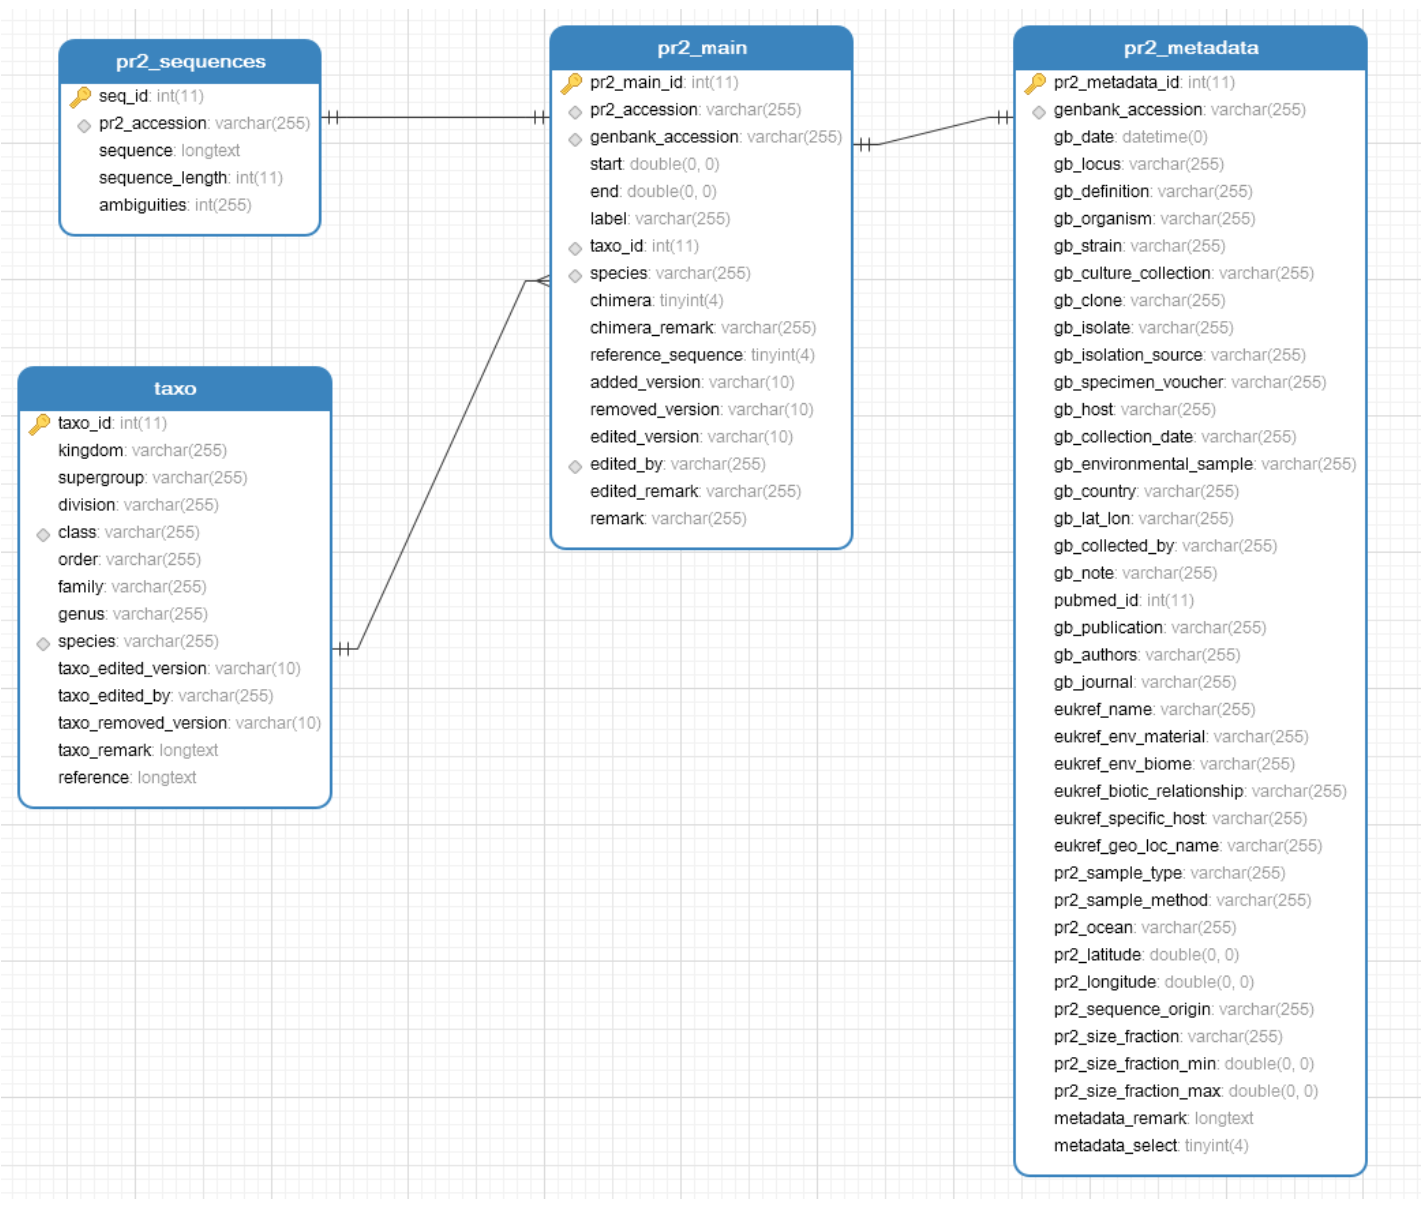 pr2_sequences
seq_id: int(11)
pr2_accession: varchar(255)
sequence: longtext
sequence_length: int(11)
ambiguities: int(255)
taxo
taxo_id: int(11)
kingdom: varchar(255)
supergroup: varchar(255)
division: varchar(255)
class: varchar(255)
order: varchar(255)
family: varchar(255)
genus: varchar(255)
species: varchar(255)
taxo_edited_version: varchar(10)
taxo_edited_by: varchar(255)
taxo_removed_version: varchar(10)
taxo_remark: longtext
reference: longtext
pr2_main
pr2_main_id: int(11)
pr2_accession: varchar(255)
genbank_accession: varchar(255)
start: double(0, 0)
end: double(0, 0)
label: varchar(255)
taxo_id: int(11)
species: varchar(255)
chimera: tinyint(4)
chimera_remark: varchar(255)
reference_sequence: tinyint(4)
added_version: varchar(10)
removed_version: varchar(10)
edited_version: varchar(10)
edited_by: varchar(255)
edited_remark: varchar(255)
remark: varchar(255)
pr2_metadata
pr2_metadata_id: int(11)
genbank_accession: varchar(255)
gb_date: datetime(0)
gb_locus: varchar(255)
gb_definition: varchar(255)
gb_organism: varchar(255)
gb_strain: varchar(255)
gb_culture_collection: varchar(255)
gb_clone: varchar(255)
gb_isolate: varchar(255)
gb_isolation_source: varchar(255)
gb_specimen_voucher: varchar(255)
gb_host: varchar(255)
gb_collection_date: varchar(255)
gb_environmental_sample: varchar(255)
gb_country: varchar(255)
gb_lat_lon: varchar(255)
gb_collected_by: varchar(255)
gb_note: varchar(255)
pubmed_id: int(11)
gb_publication: varchar(255)
gb_authors: varchar(255)
gb_journal: varchar(255)
eukref_name: varchar(255)
eukref_env_material: varchar(255)
eukref_env_biome: varchar(255)
eukref_biotic_relationship: varchar(255)
eukref_specific_host: varchar(255)
eukref_geo_loc_name: varchar(255)
pr2_sample_type: varchar(255)
pr2_sample_method: varchar(255)
pr2_ocean: varchar(255)
pr2_latitude: double(0, 0)
pr2_longitude: double(0, 0)
pr2_sequence_origin: varchar(255)
pr2_size_fraction: varchar(255)
pr2_size_fraction_min: double(0, 0)
pr2_size_fraction_max: double(0, 0)
metadata_remark: longtext
metadata_select: tinyint(4)